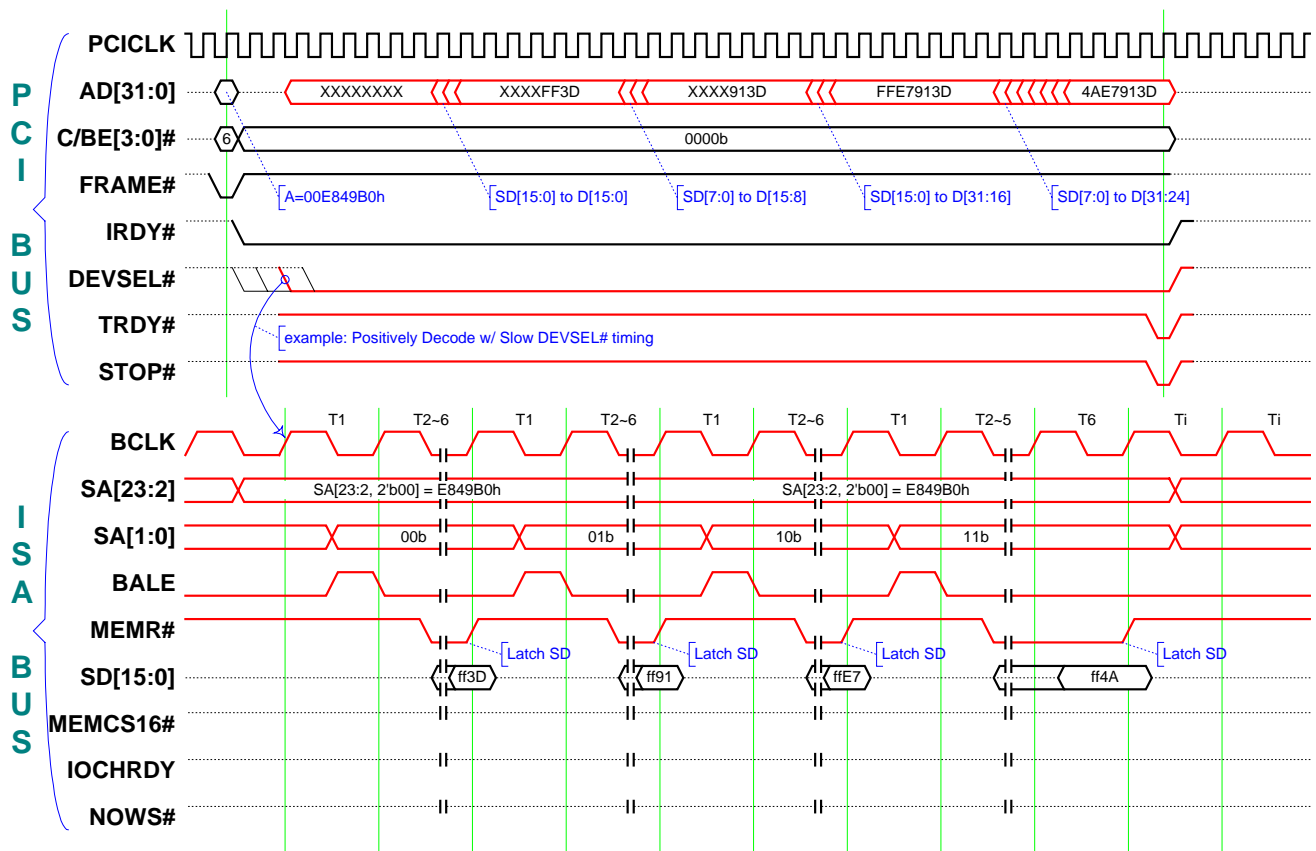 PCI BUS
PCICLK
AD[31:0] XXXXXXXX XXXXFF3D XXXX913D FFE7913D 4AE7913D
C/BE[3:0]# 6 0000b
FRAME#
A=00E849B0h SD[15:0] to D[15:0] SD[7:0] to D[15:8] SD[15:0] to D[31:16] SD[7:0] to D[31:24]
IRDY#
DEVSEL#
TRDY#
example: Positively Decode w/ Slow DEVSEL# timing
STOP#
ISA BUS
T1 T2~6 T1 T2~6 T1 T2~6 T1 T2~5 T6 Ti Ti
BCLK
SA[23:2] SA[23:2, 2'b00] = E849B0h SA[23:2, 2'b00] = E849B0h
SA[1:0] 00b 01b 10b 11b
BALE
MEMR#
Latch SD Latch SD Latch SD Latch SD
SD[15:0] ff3D ff91 ffE7 ff4A
MEMCS16#
IOCHRDY
NOWS#